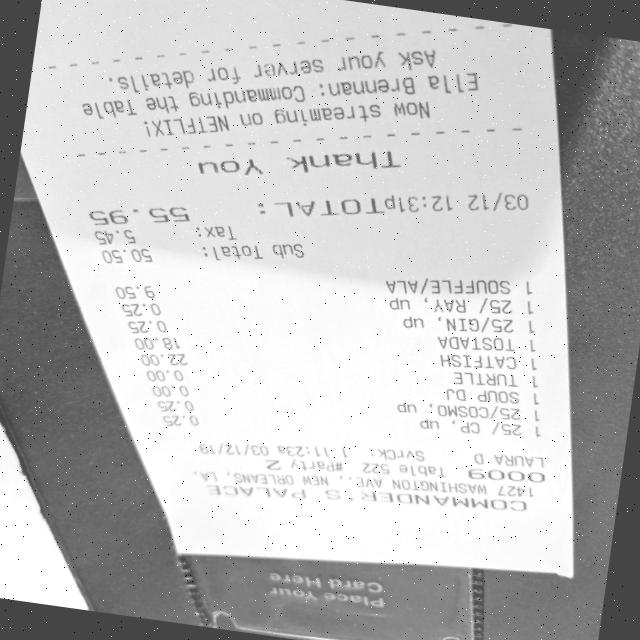 COMMANDER'S PALACE
1427 WASHINGTON AVE., NEW ORLEANS, LA.
0009 Table 522 #Party 2
LAURA D SvrCk: 1 11:23a 03/12/19
1 25/ CP, up 0.25
1 25/COSMO, up 0.25
1 SOUP DJ 0.00
1 TURTLE 0.00
1 CATFISH 22.00
1 TOSTADA 18.00
1 25/GIN, up 0.25
1 25/ RAY, up 0.25
1 SOUFFLE/ALA 9.50
Sub Total: 50.50
Tax: 5.45
03/12 12:31pTOTAL: 55.95
Thank You
Now streaming on NETFLIX!
Ella Brennan: Commanding the Table
Ask your server for details.
Place Your
Card Here